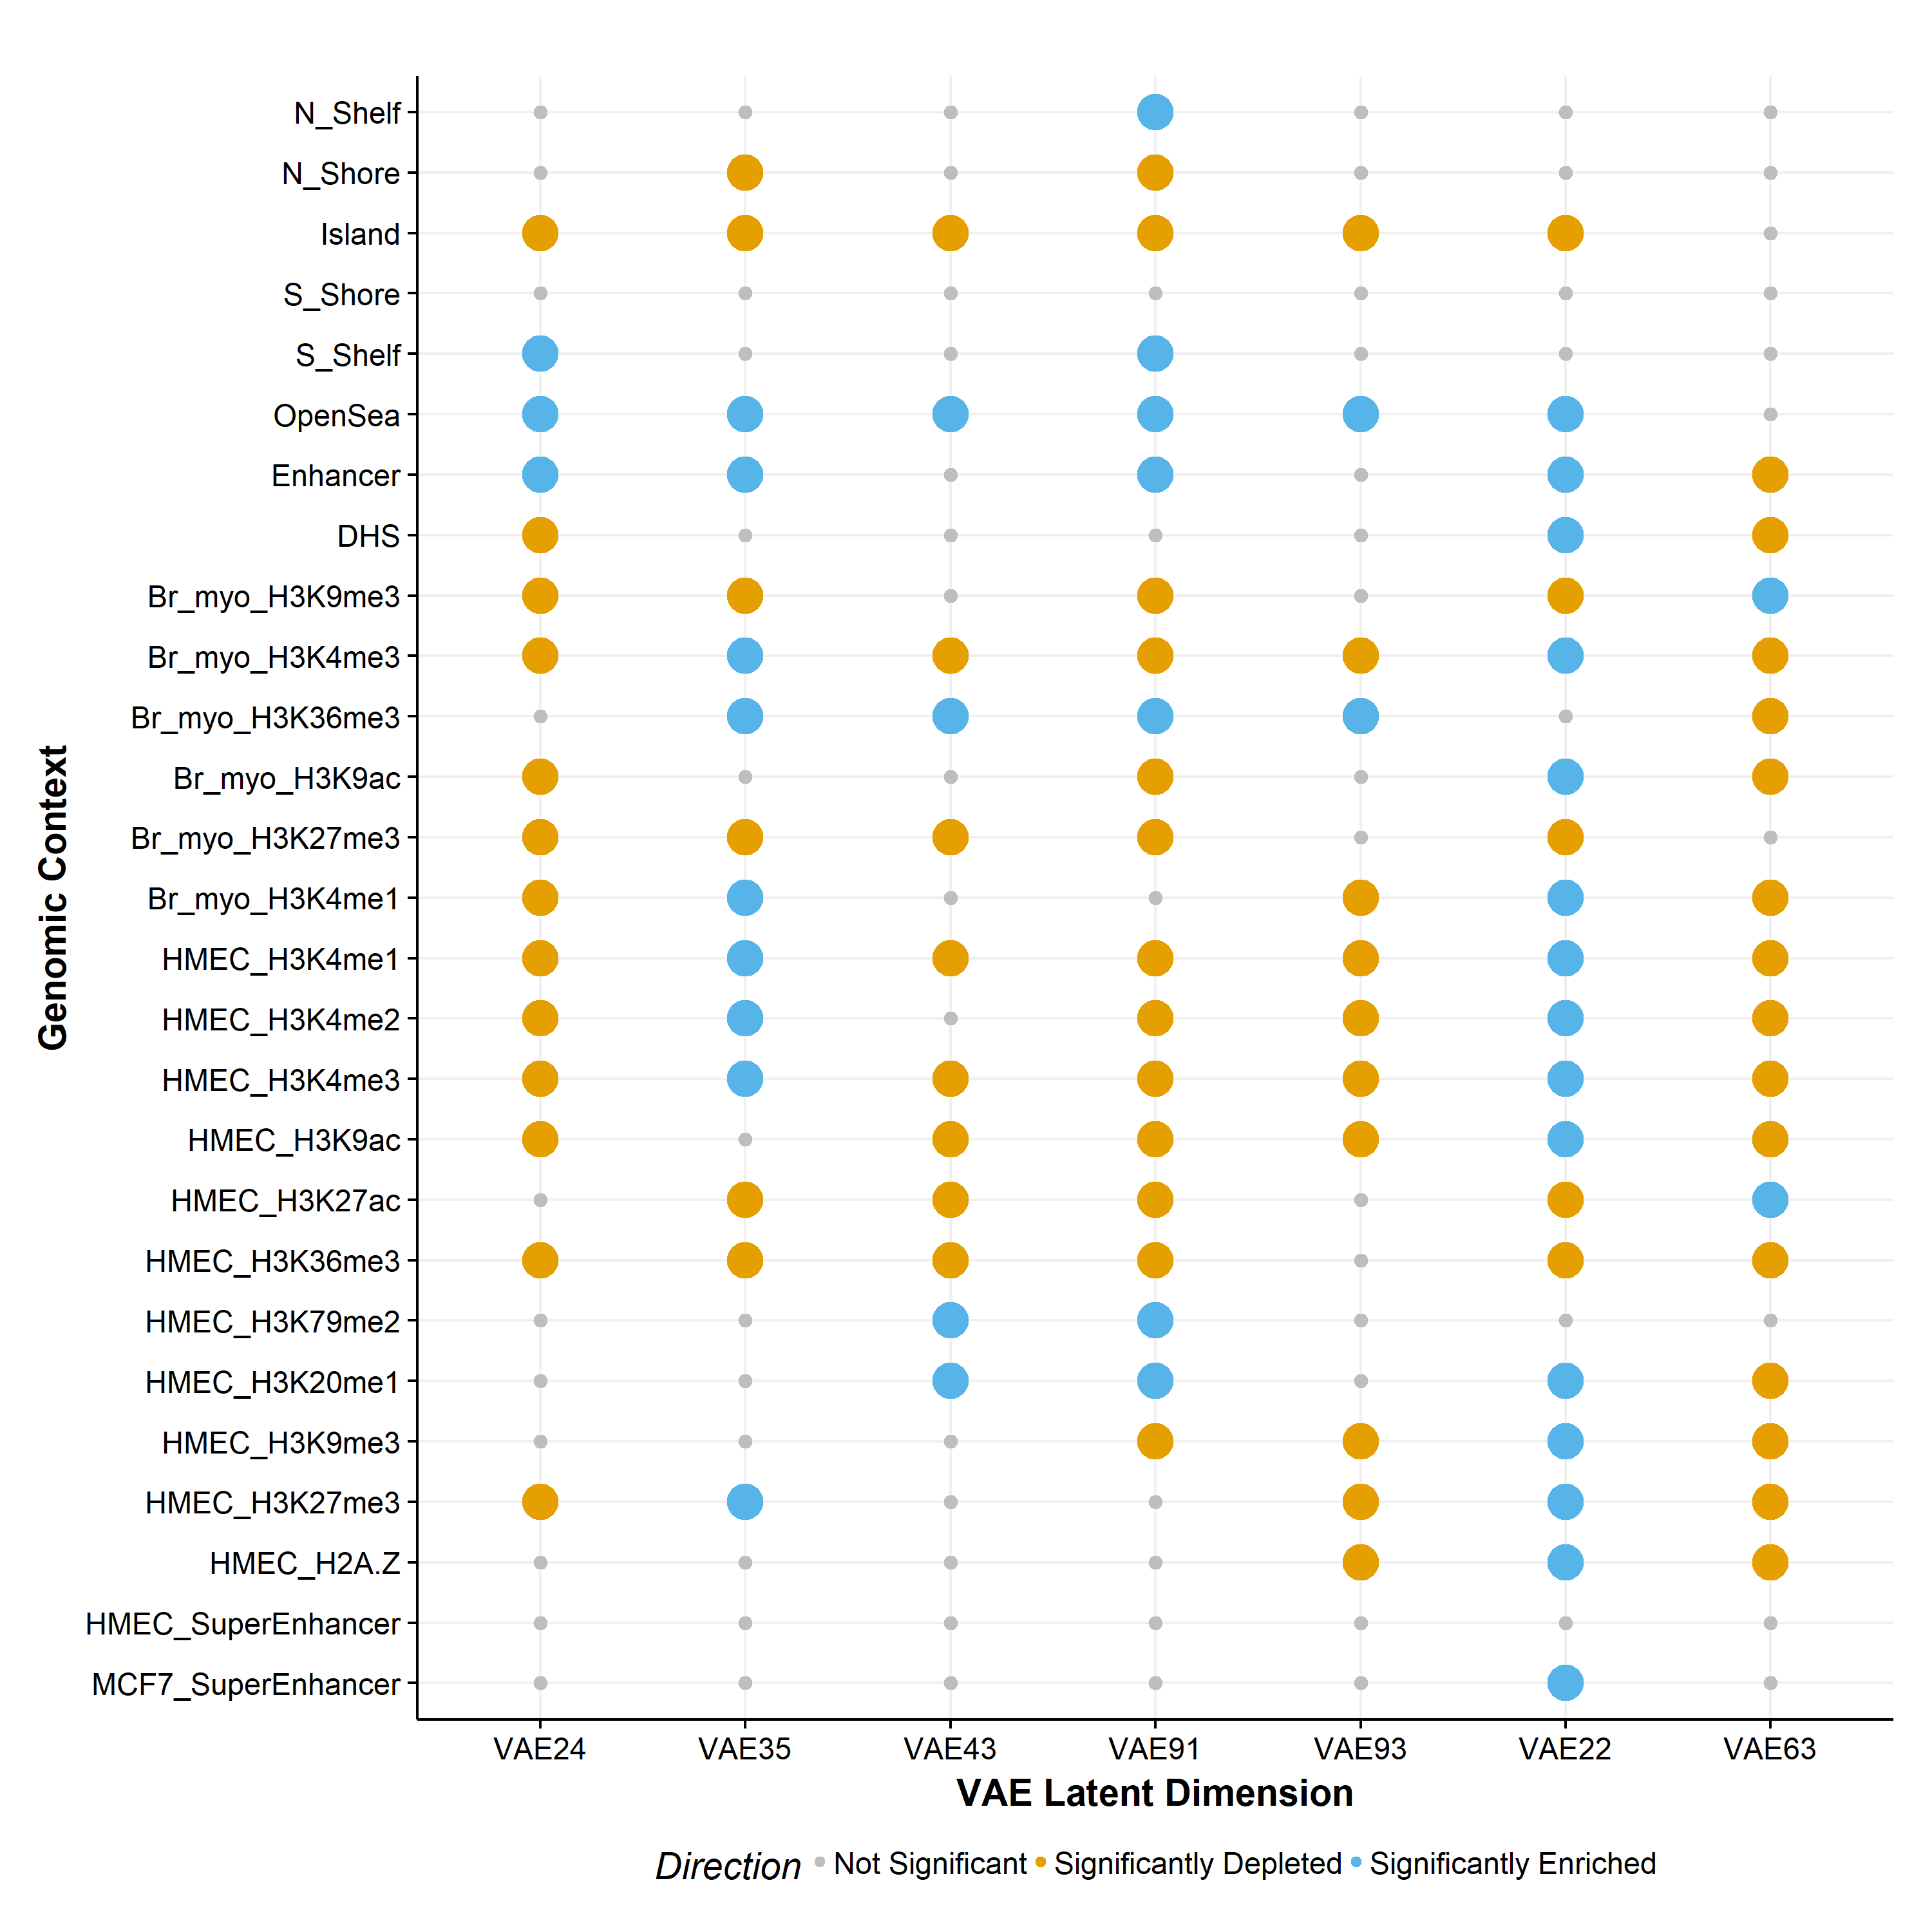 N_Shelf
N_Shore
Island
S_Shore
S_Shelf
OpenSea
Enhancer
DHS
Br_myo_H3K9me3
Br_myo_H3K4me3
Br_myo_H3K36me3
Br_myo_H3K9ac
Br_myo_H3K27me3
Br_myo_H3K4me1
HMEC_H3K4me1
HMEC_H3K4me2
HMEC_H3K4me3
HMEC_H3K9ac
HMEC_H3K27ac
HMEC_H3K36me3
HMEC_H3K79me2
HMEC_H3K20me1
HMEC_H3K9me3
HMEC_H3K27me3
HMEC_H2A.Z
HMEC_SuperEnhancer
MCF7_SuperEnhancer
Genomic Context
VAE24 VAE35 VAE43 VAE91 VAE93 VAE22 VAE63
VAE Latent Dimension
Direction Not Significant Significantly Depleted Significantly Enriched